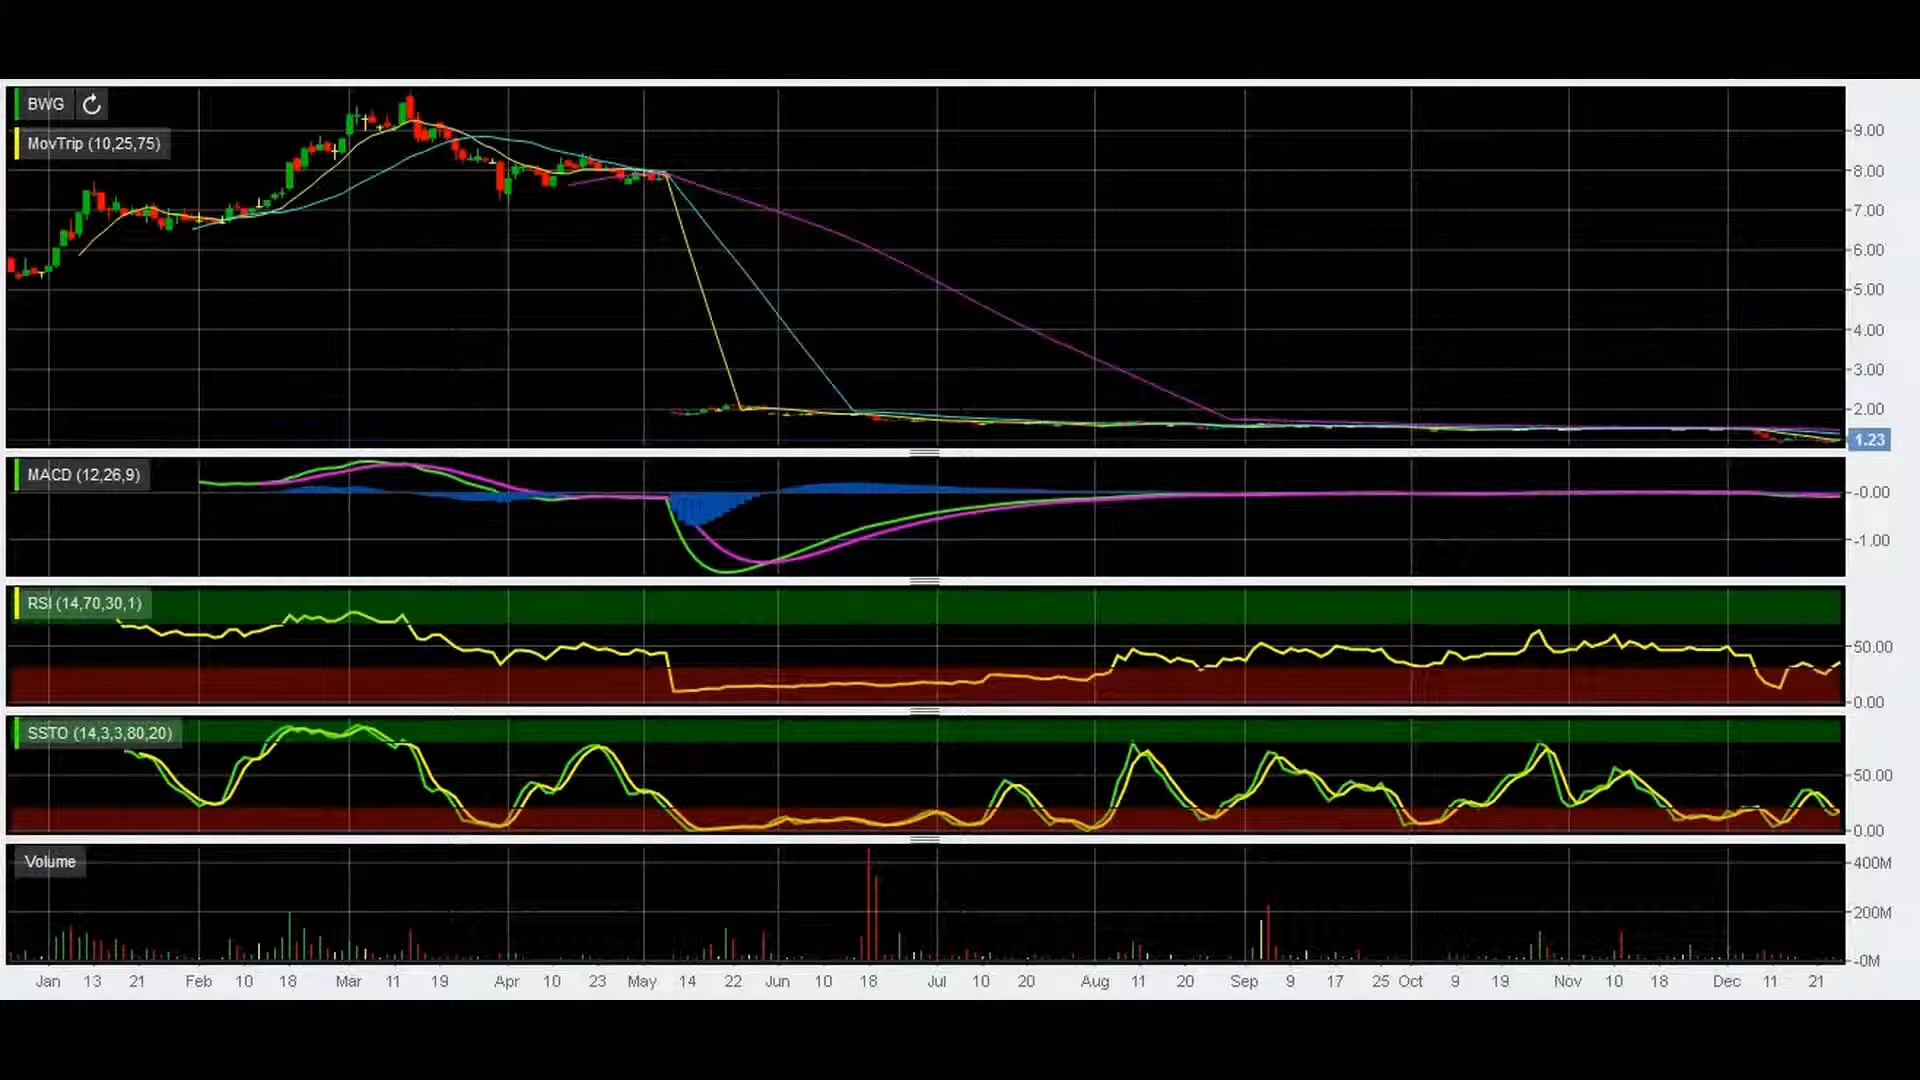 BWG
MovTrip (10,25,75)
9.00
8.00
7.00
6.00
5.00
4.00
3.00
2.00
1.23
MACD (12,26,9)
-0.00
-1.00
RSI (14,70,30,1)
50.00
0.00
SSTO (14,3,3,80,20)
50.00
0.00
Volume
400M
200M
0M
Jan 13 21 Feb 10 18 Mar 11 19 Apr 10 23 May 14 22 Jun 10 18 Jul 10 20 Aug 11 20 Sep 9 17 25 Oct 9 19 Nov 10 18 Dec 11 21